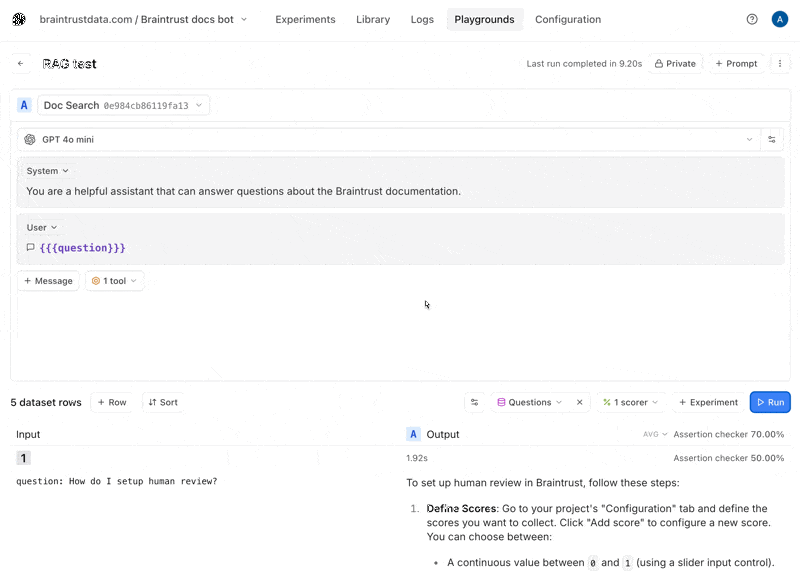 braintrustdata.com / Braintrust docs bot
Experiments
Library
Logs
Playgrounds
Configuration
A
RAG test
Last run completed in 9.20s
Private
+ Prompt
A
Doc Search 0e984cb86119fa13
GPT 4o mini
System
You are a helpful assistant that can answer questions about the Braintrust documentation.
User
{{{question}}}
+ Message
1 tool
5 dataset rows
+ Row
Sort
Questions
1 scorer
+ Experiment
Run
Input
A Output
AVG
Assertion checker 70.00%
1
1.92s
Assertion checker 50.00%
question: How do I setup human review?
To set up human review in Braintrust, follow these steps:
1. Define Scores: Go to your project's "Configuration" tab and define the
scores you want to collect. Click "Add score" to configure a new score.
You can choose between:
• A continuous value between 0 and 1 (using a slider input control).